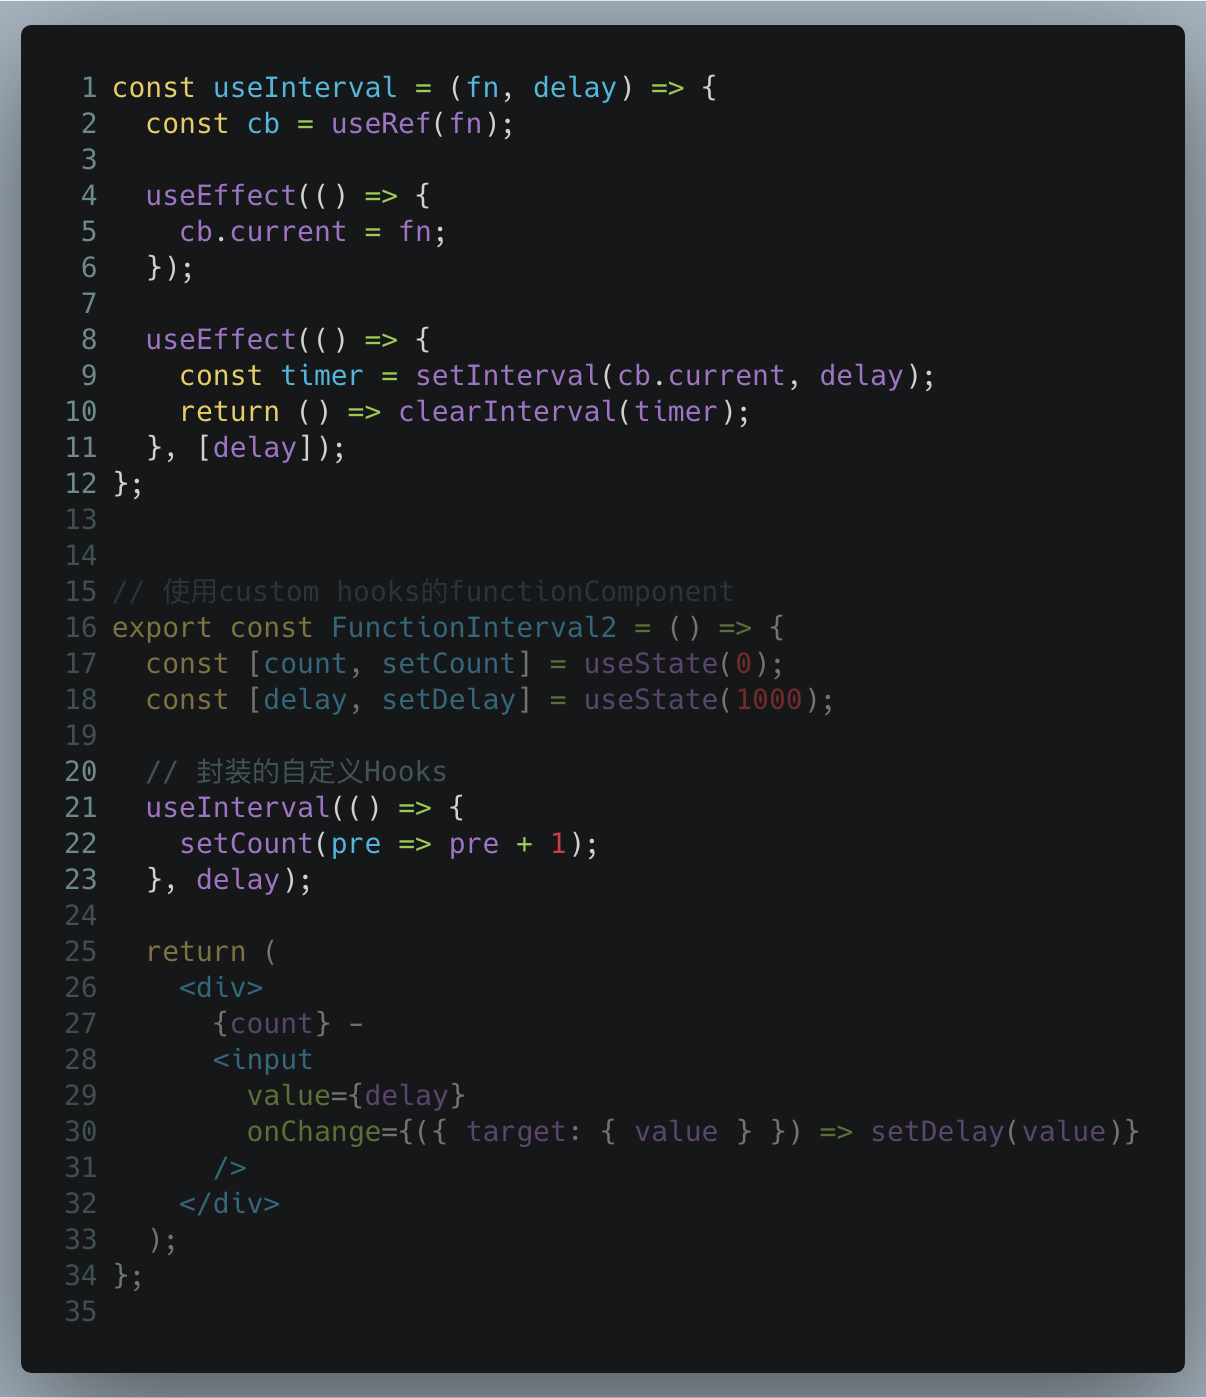 1 const useInterval = (fn, delay) => {
2   const cb = useRef(fn);
3
4   useEffect(() => {
5     cb.current = fn;
6   });
7
8   useEffect(() => {
9     const timer = setInterval(cb.current, delay);
10     return () => clearInterval(timer);
11   }, [delay]);
12 };
13
14
15 // 使用custom hooks的functionComponent
16 export const FunctionInterval2 = () => {
17   const [count, setCount] = useState(0);
18   const [delay, setDelay] = useState(1000);
19
20   // 封装的自定义Hooks
21   useInterval(() => {
22     setCount(pre => pre + 1);
23   }, delay);
24
25   return (
26     <div>
27       {count} -
28       <input
29         value={delay}
30         onChange={({ target: { value } }) => setDelay(value)}
31       />
32     </div>
33   );
34 };
35